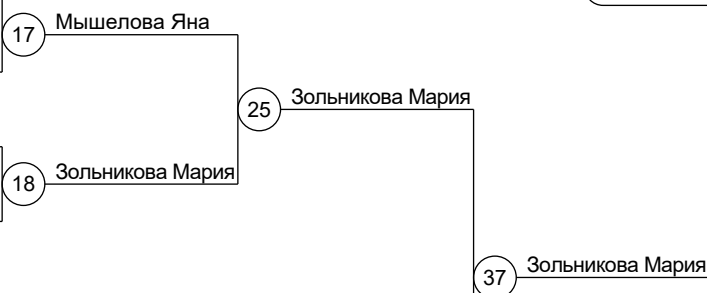 17 Мышелова Яна
25 Зольникова Мария
18 Зольникова Мария
37 Зольникова Мария